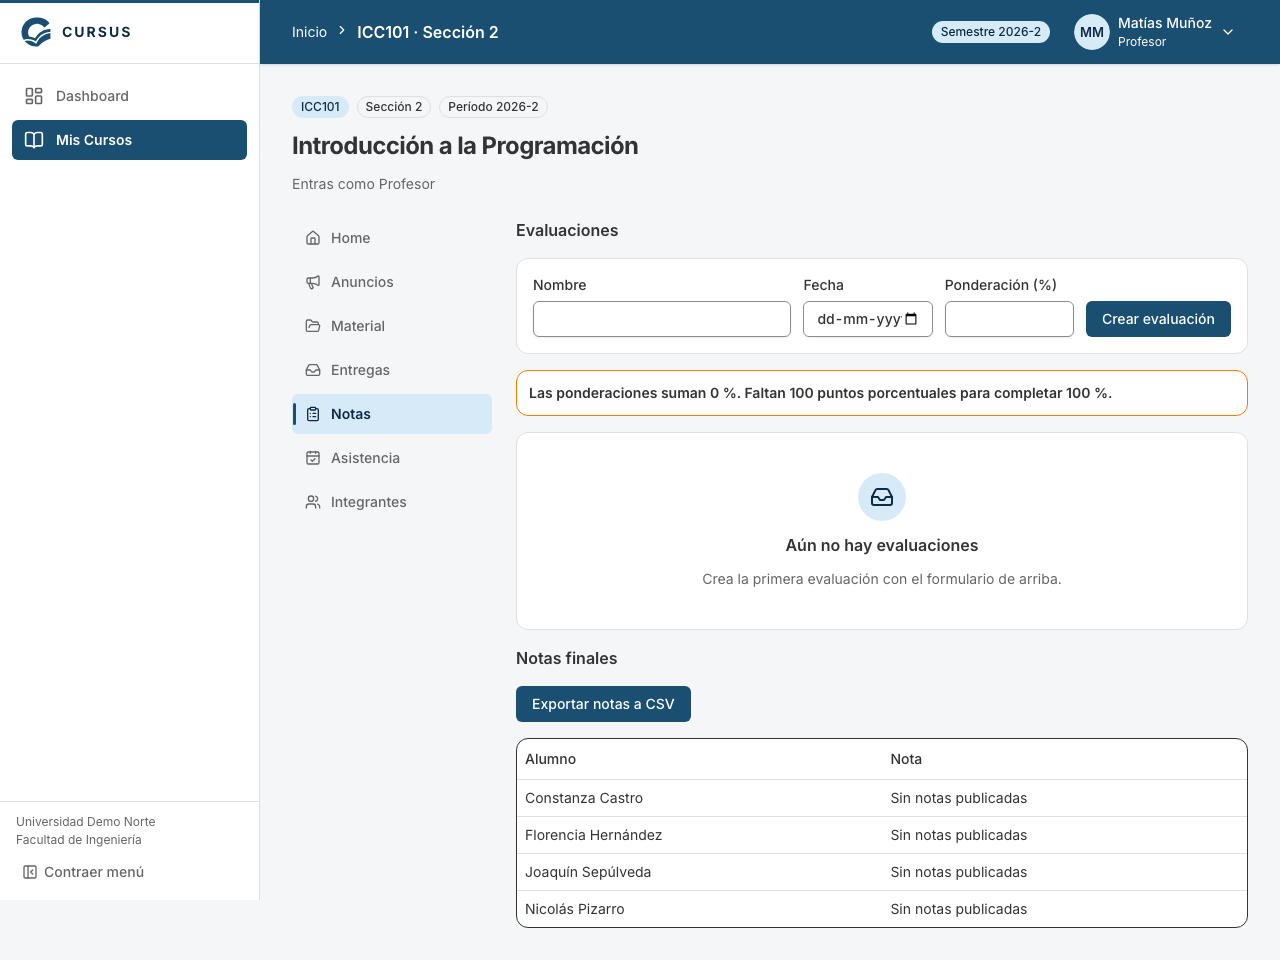 CURSUS
Inicio
ICC101 · Sección 2
Semestre 2026-2
MM
Matías Muñoz
Profesor
Dashboard
Mis Cursos
ICC101
Sección 2
Período 2026-2
Introducción a la Programación
Entras como Profesor
Home
Anuncios
Material
Entregas
Notas
Asistencia
Integrantes
Evaluaciones
Nombre
Fecha
Ponderación (%)
dd-mm-yyy
Crear evaluación
Las ponderaciones suman 0 %. Faltan 100 puntos porcentuales para completar 100 %.
Aún no hay evaluaciones
Crea la primera evaluación con el formulario de arriba.
Notas finales
Exportar notas a CSV
Alumno Nota
Constanza Castro Sin notas publicadas
Florencia Hernández Sin notas publicadas
Joaquín Sepúlveda Sin notas publicadas
Nicolás Pizarro Sin notas publicadas
Universidad Demo Norte
Facultad de Ingeniería
Contraer menú